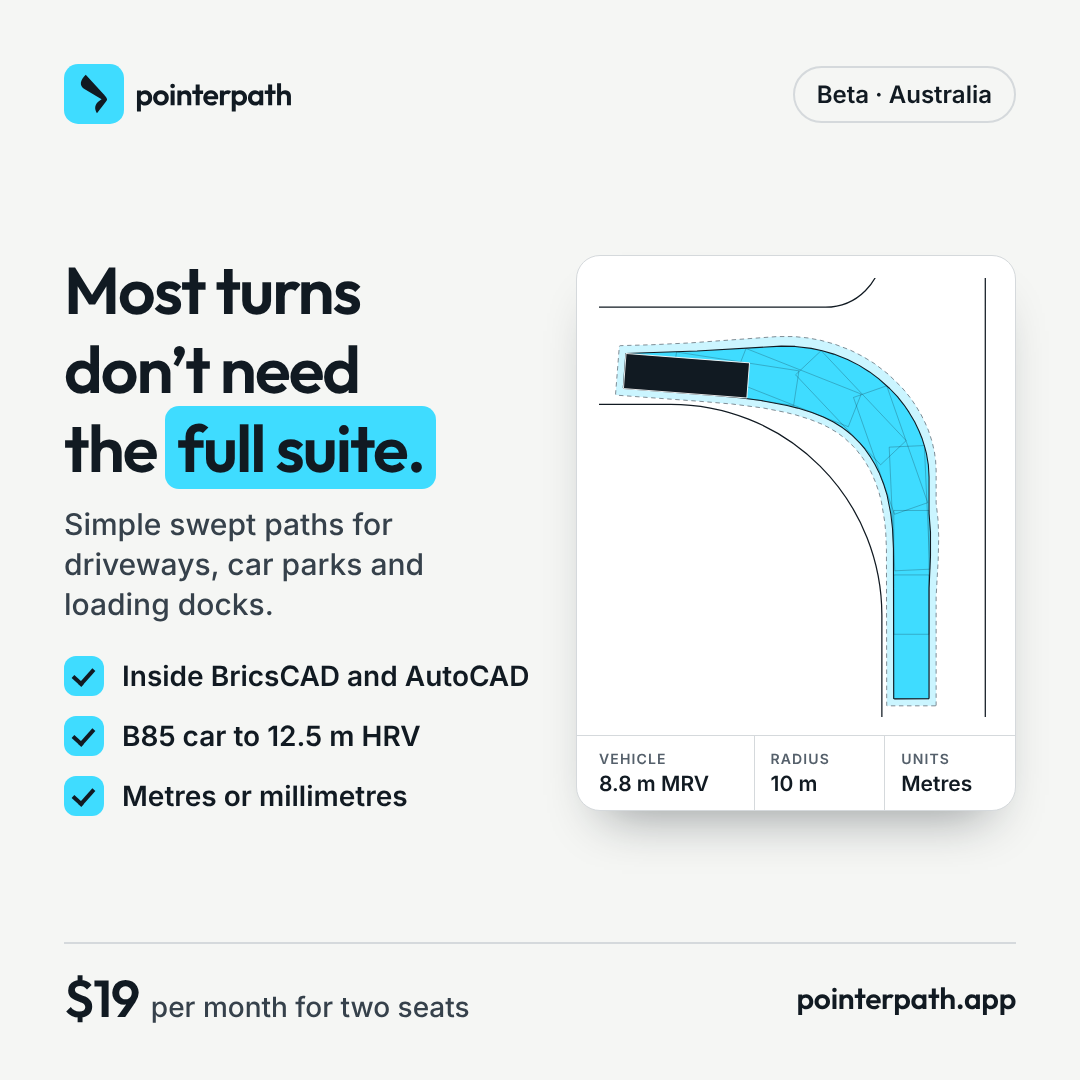 pointerpath
Beta · Australia
Most turns
don’t need
the full suite.
Simple swept paths for
driveways, car parks and
loading docks.
Inside BricsCAD and AutoCAD
B85 car to 12.5 m HRV
Metres or millimetres
VEHICLE
8.8 m MRV
RADIUS
10 m
UNITS
Metres
$19 per month for two seats
pointerpath.app